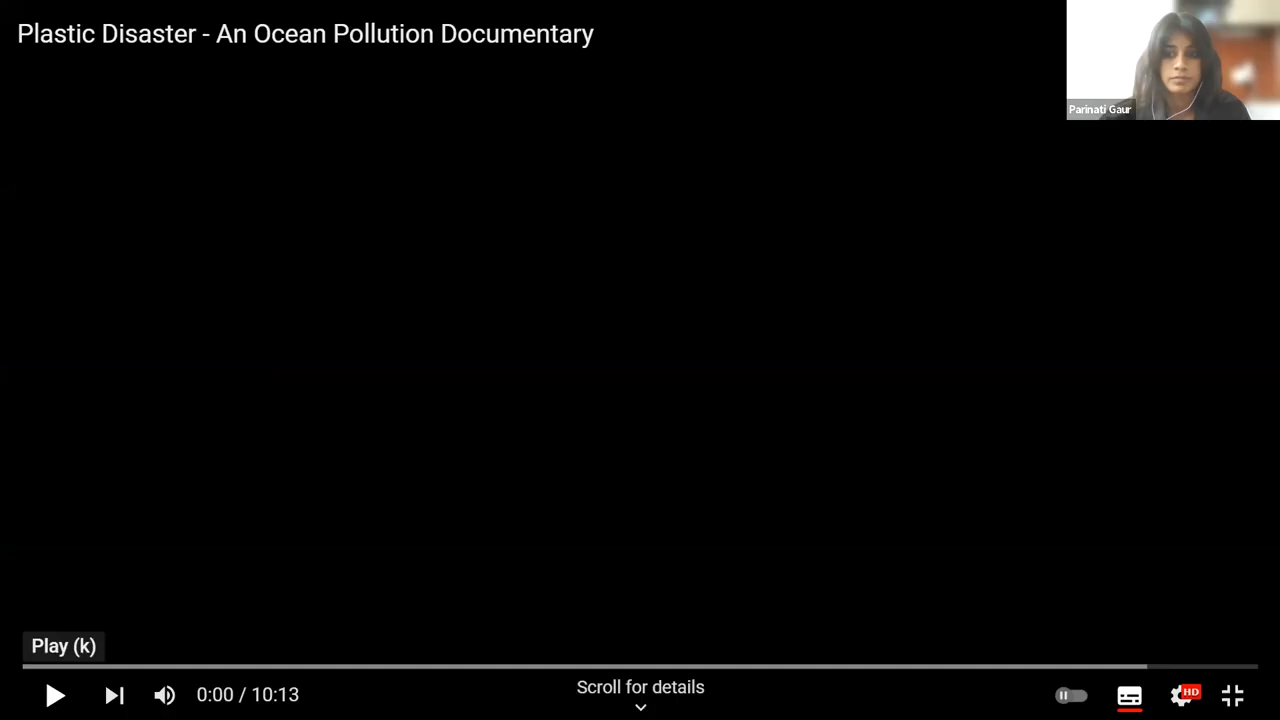 Plastic Disaster - An Ocean Pollution Documentary
Parinati Gaur
Play (k)
0:00 / 10:13
Scroll for details
HD